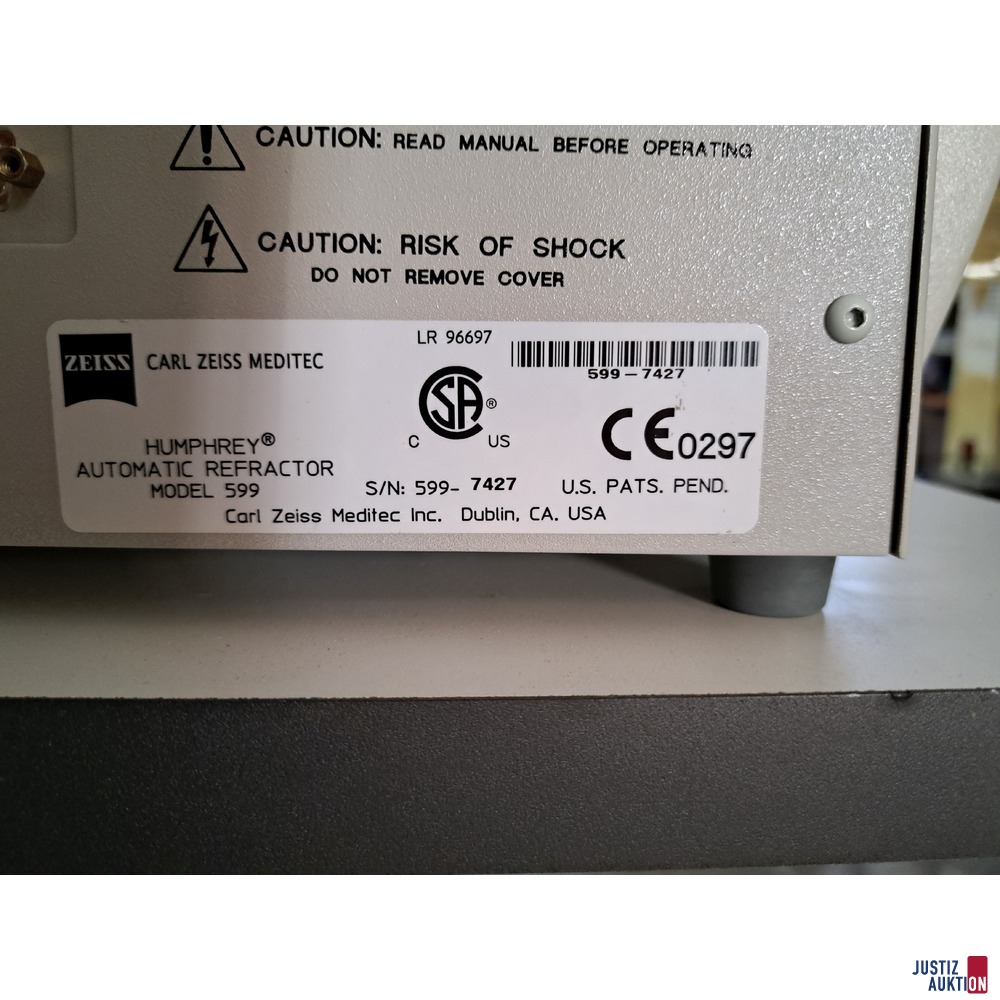 CAUTION: READ MANUAL BEFORE OPERATING
CAUTION: RISK OF SHOCK
DO NOT REMOVE COVER
ZEISS CARL ZEISS MEDITEC
LR 96697
599-7427
CSA®
C US
CE 0297
HUMPHREY®
AUTOMATIC REFRACTOR
MODEL 599
S/N: 599- 7427
U.S. PATS. PEND.
Carl Zeiss Meditec Inc. Dublin, CA. USA
JUSTIZ
AUKTION